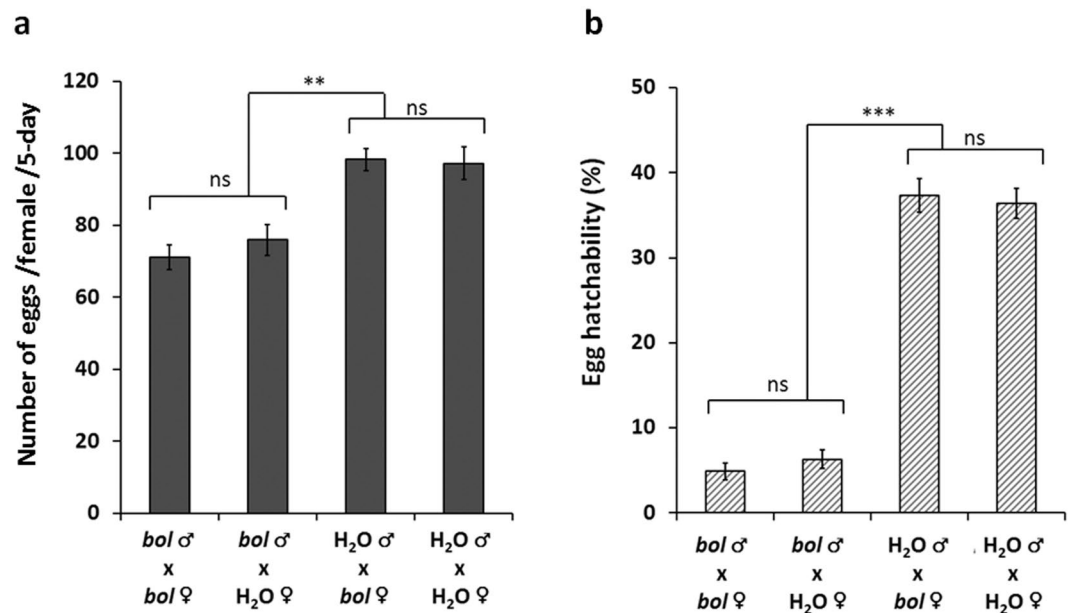 a
Number of eggs /female /5-day
120
100
80
60
40
20
0
ns
**
ns
bol ♂ bol ♂ H₂O ♂ H₂O ♂
x x x x
bol ♀ H₂O ♀ bol ♀ H₂O ♀
b
Egg hatchability (%)
50
40
30
20
10
0
ns
***
ns
bol ♂ bol ♂ H₂O ♂ H₂O ♂
x x x x
bol ♀ H₂O ♀ bol ♀ H₂O ♀